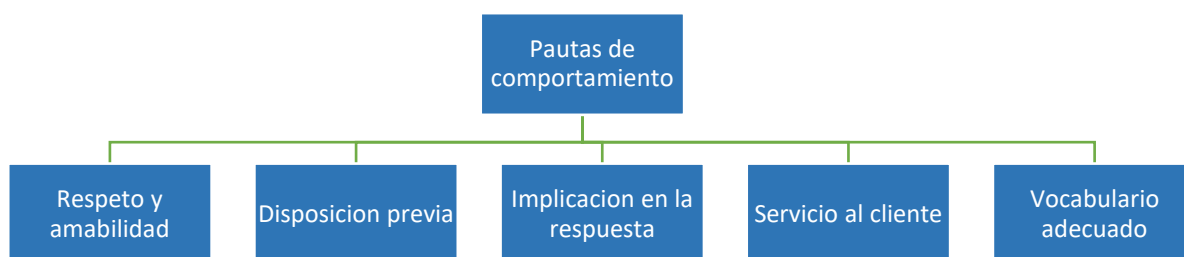 Pautas de
comportamiento
Respeto y
amabilidad
Disposicion previa
Implicacion en la
respuesta
Servicio al cliente
Vocabulario
adecuado